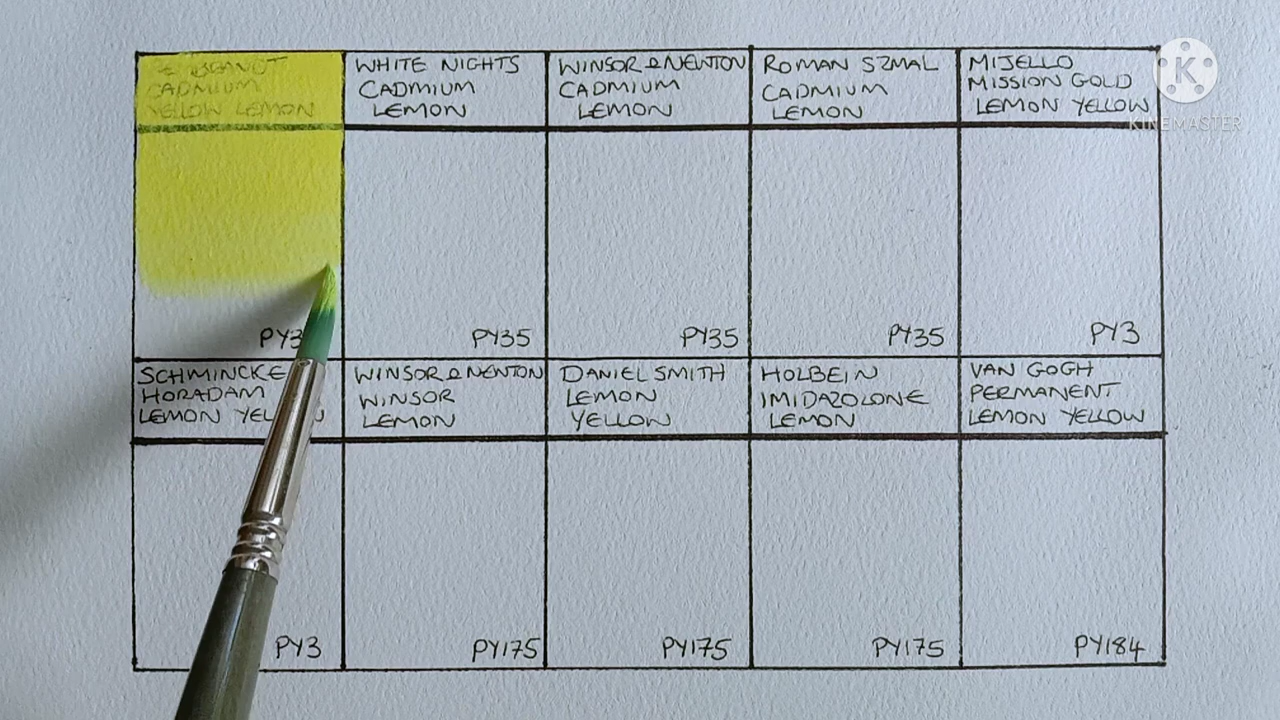 CADMIUM
YELLOW LEMON
WHITE NIGHTS
CADMIUM
LEMON
WINSOR & NEWTON
CADMIUM
LEMON
ROMAN SZMAL
CADMIUM
LEMON
MIJELLO
MISSION GOLD
LEMON YELLOW
K
KINEMASTER
PY35
PY35
PY35
PY3
SCHMINCKE
HORADAM
LEMON
WINSOR & NEWTON
WINSOR
LEMON
DANIEL SMITH
LEMON
YELLOW
HOLBEIN
IMIDAZOLONE
LEMON
VAN GOGH
PERMANENT
LEMON YELLOW
PY3
PY175
PY175
PY175
PY184